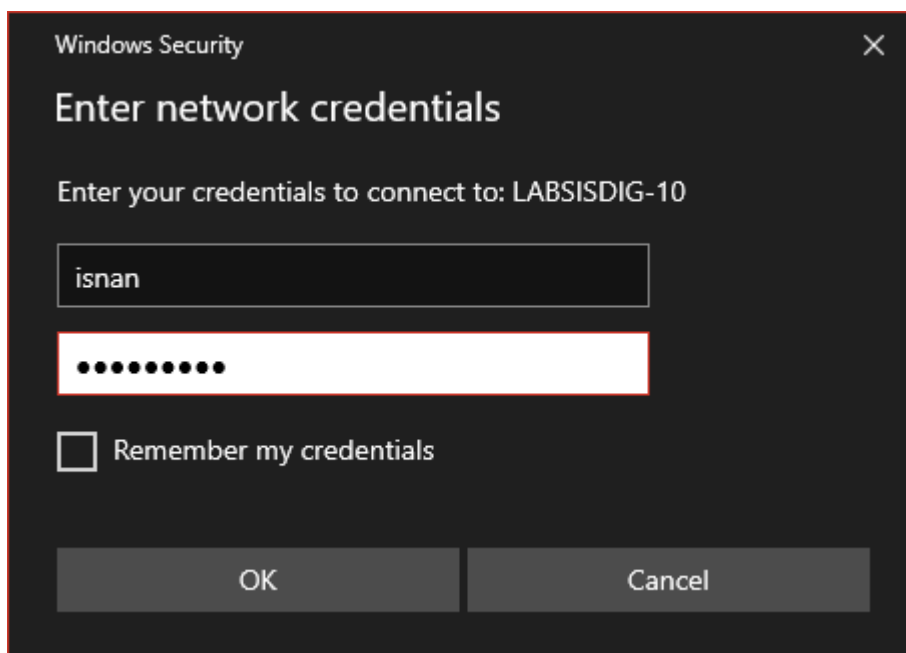 Windows Security
Enter network credentials
Enter your credentials to connect to: LABSISDIG-10
isnan
●●●●●●●●●
Remember my credentials
OK
Cancel